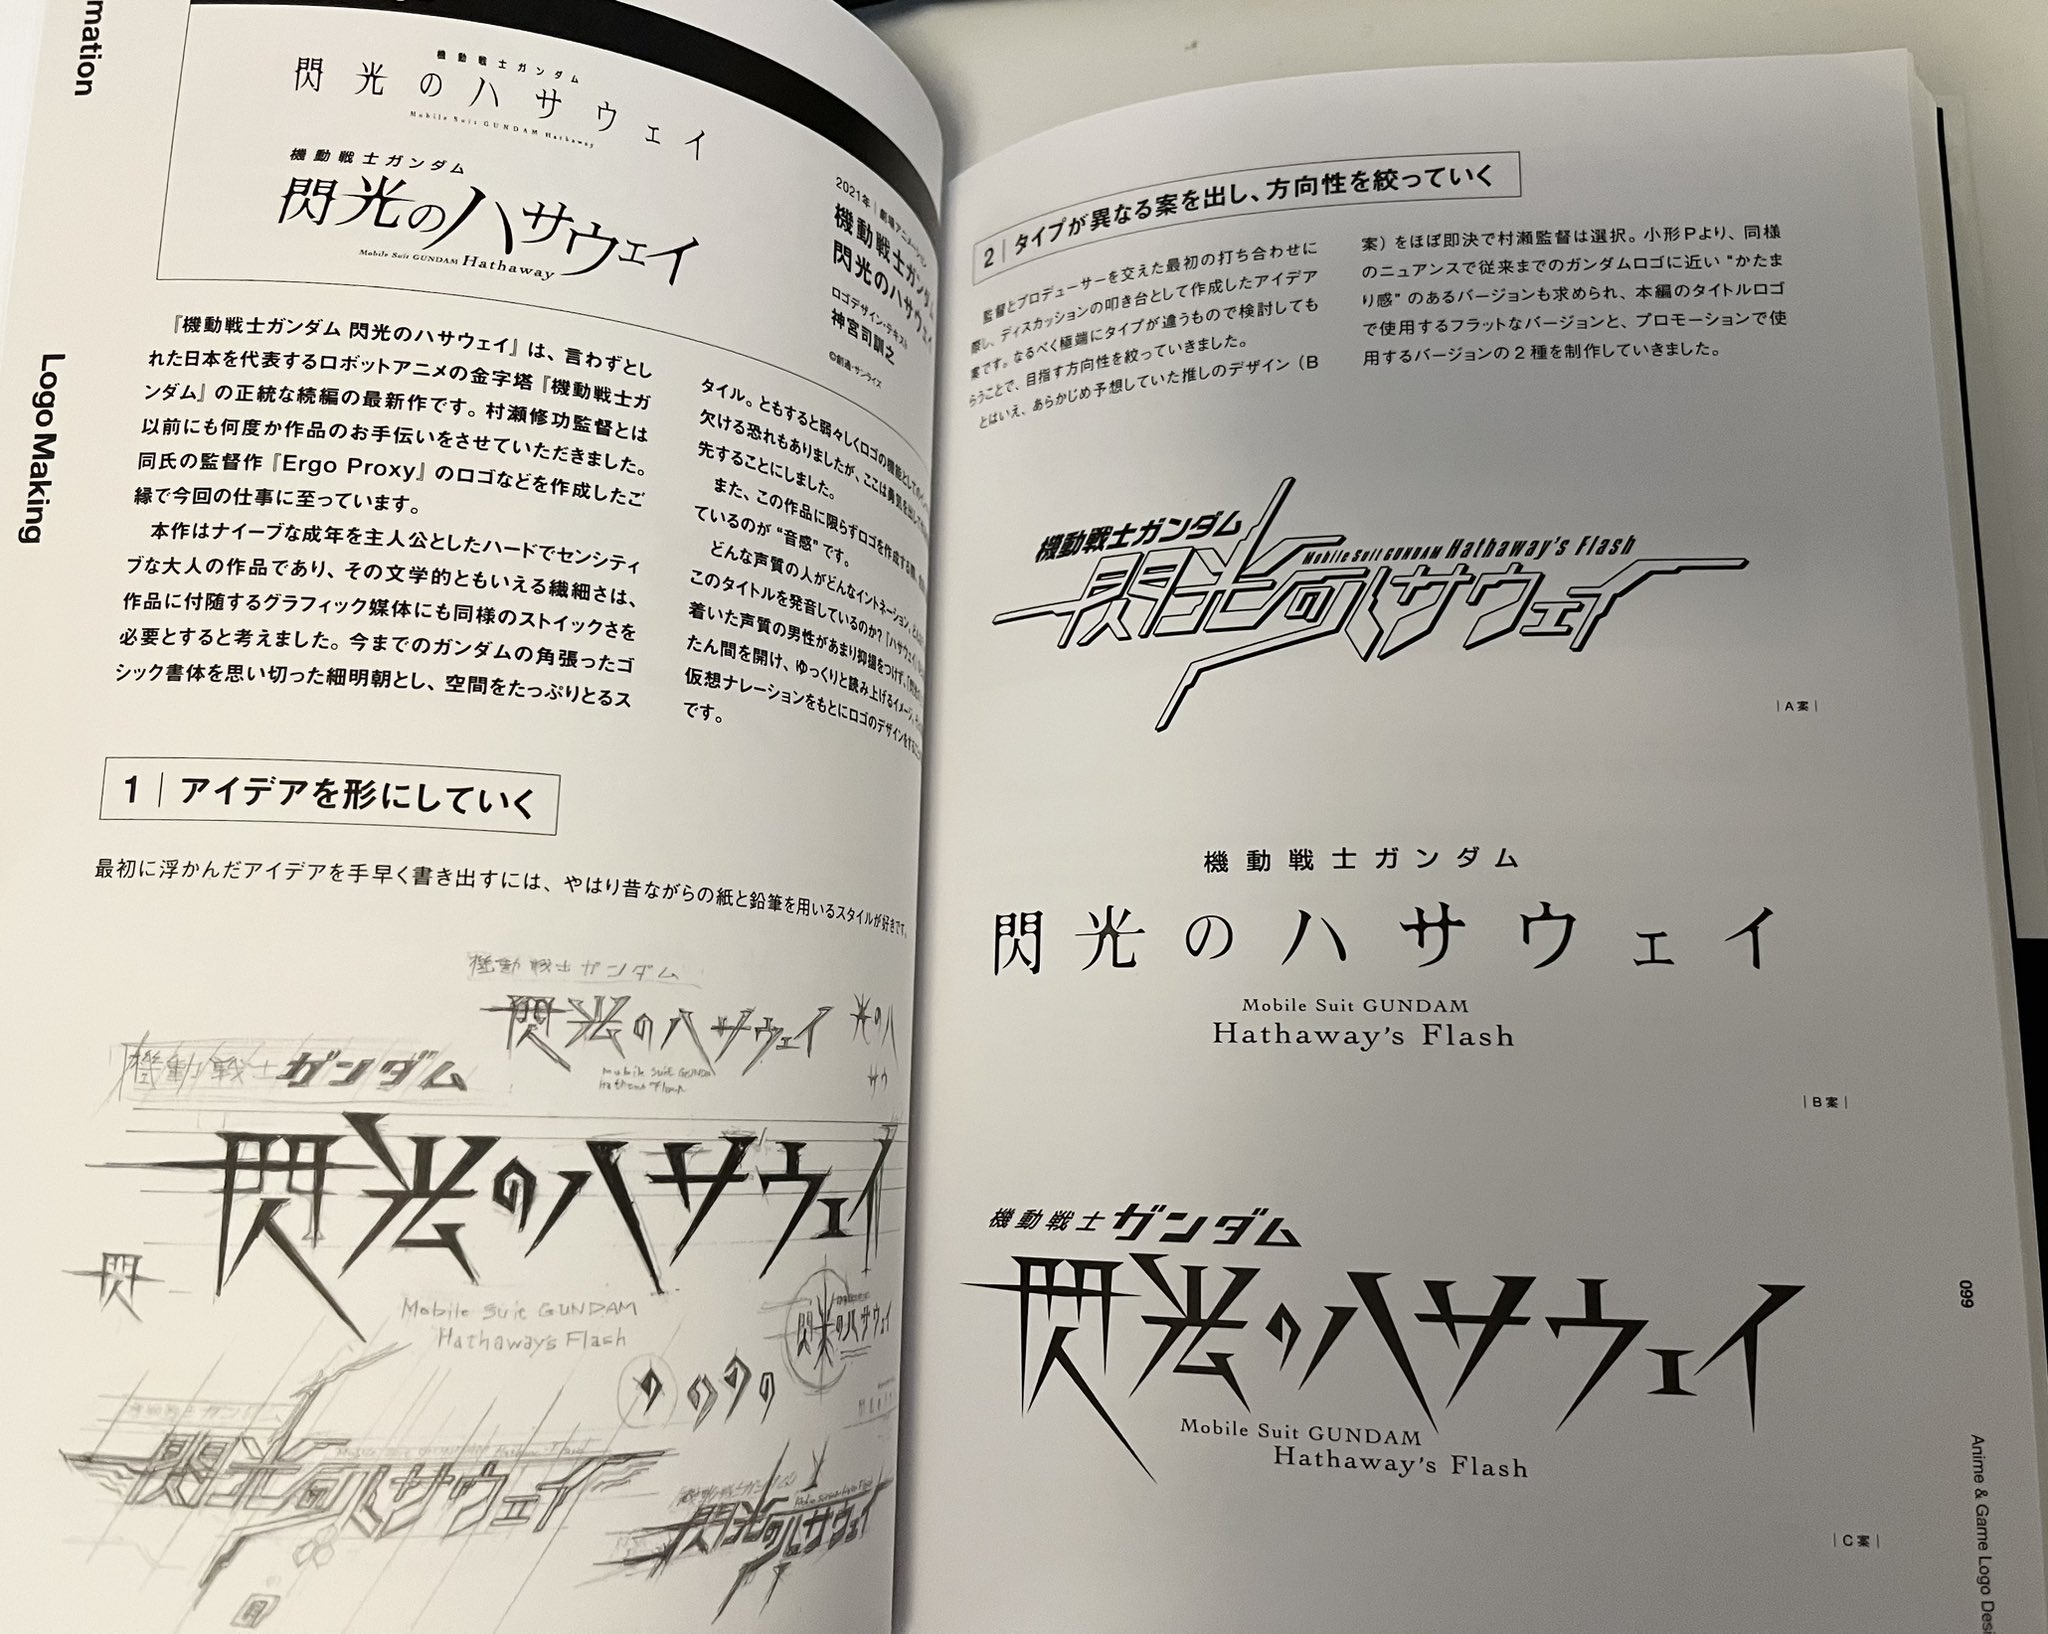 mation
Logo Making
機動戦士ガンダム
閃光のハサウェイ
Mobile Suit GUNDAM Hathaway
機動戦士ガンダム
閃光のハサウェイ
Mobile Suit GUNDAM Hathaway
2021年｜劇場アニメーション
機動戦士ガンダム
閃光のハサウェイ
ロゴデザイン・テキスト
神宮司訓之
©創通・サンライズ
『機動戦士ガンダム 閃光のハサウェイ』は、言わずとし
れた日本を代表するロボットアニメの金字塔『機動戦士ガ
ンダム』の正統な続編の最新作です。村瀬修功監督とは
以前にも何度か作品のお手伝いをさせていただきました。
同氏の監督作『Ergo Proxy』のロゴなどを作成したご
縁で今回の仕事に至っています。
本作はナイーブな成年を主人公としたハードでセンシティ
ブな大人の作品であり、その文学的ともいえる繊細さは、
作品に付随するグラフィック媒体にも同様のストイックさを
必要とすると考えました。今までのガンダムの角張ったゴ
シック書体を思い切った細明朝とし、空間をたっぷりとるス
タイル。ともすると弱々しくロゴの機能としての
欠ける恐れもありましたが、ここは勇気を出して
先することにしました。
また、この作品に限らずロゴを作成する際、
ているのが“音感”です。
どんな声質の人がどんなイントネーション、
このタイトルを発音しているのか？「ハサウェイ」
着いた声質の男性があまり抑揚をつけず、「閃光の
たん間を開け、ゆっくりと読み上げるイメージ。
仮想ナレーションをもとにロゴのデザインをする
です。
1｜アイデアを形にしていく
最初に浮かんだアイデアを手早く書き出すには、やはり昔ながらの紙と鉛筆を用いるスタイルが好きです。
機動戦士ガンダム
閃光のハサウェイ
光のハ
サウ
機動戦士ガンダム
閃光のハサウェイ
閃
Mobile Suit GUNDAM
Hathaway's Flash
閃光のハサウェイ
の の の の
閃光のハサウェイ
閃光のハサウェイ
2｜タイプが異なる案を出し、方向性を絞っていく
監督とプロデューサーを交えた最初の打ち合わせに
際し、ディスカッションの叩き台として作成したアイデア
案です。なるべく極端にタイプが違うもので検討しても
らうことで、目指す方向性を絞っていきました。
とはいえ、あらかじめ予想していた推しのデザイン（B
案）をほぼ即決で村瀬監督は選択。小形Pより、同様
のニュアンスで従来までのガンダムロゴに近い“かたま
り感”のあるバージョンも求められ、本編のタイトルロゴ
で使用するフラットなバージョンと、プロモーションで使
用するバージョンの2種を制作していきました。
機動戦士ガンダム
Mobile Suit GUNDAM Hathaway's Flash
閃光のハサウェイ
｜A案｜
機動戦士ガンダム
閃光のハサウェイ
Mobile Suit GUNDAM
Hathaway's Flash
｜B案｜
機動戦士ガンダム
閃光のハサウェイ
Mobile Suit GUNDAM
Hathaway's Flash
｜C案｜
099
Anime & Game Logo Desi